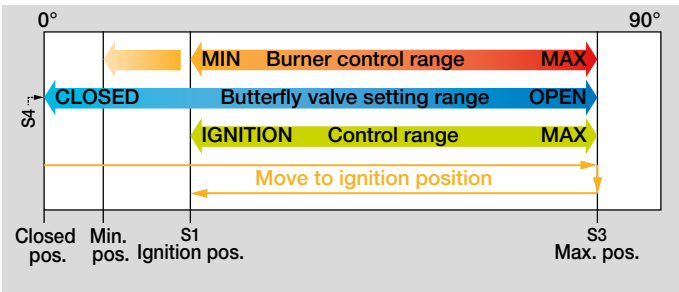 0° 90°
MIN Burner control range MAX
S4
CLOSED Butterfly valve setting range OPEN
IGNITION Control range MAX
Move to ignition position
Closed Min. S1 S3
pos. pos. Ignition pos. Max. pos.